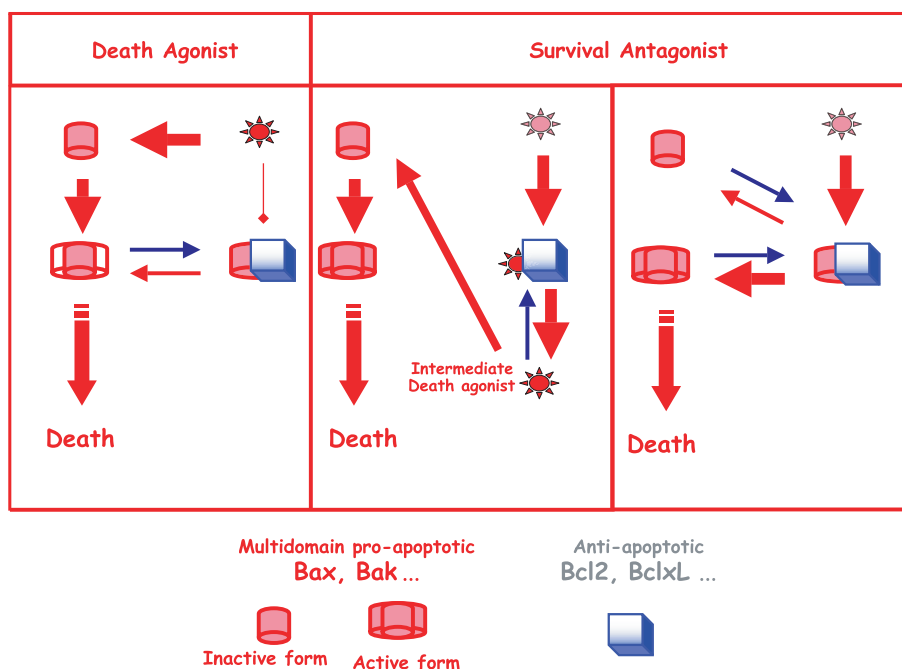 Death Agonist
Survival Antagonist
Intermediate
Death agonist
Death
Death
Death
Multidomain pro-apoptotic
Bax, Bak ...
Anti-apoptotic
Bcl2, BclxL ...
Inactive form
Active form